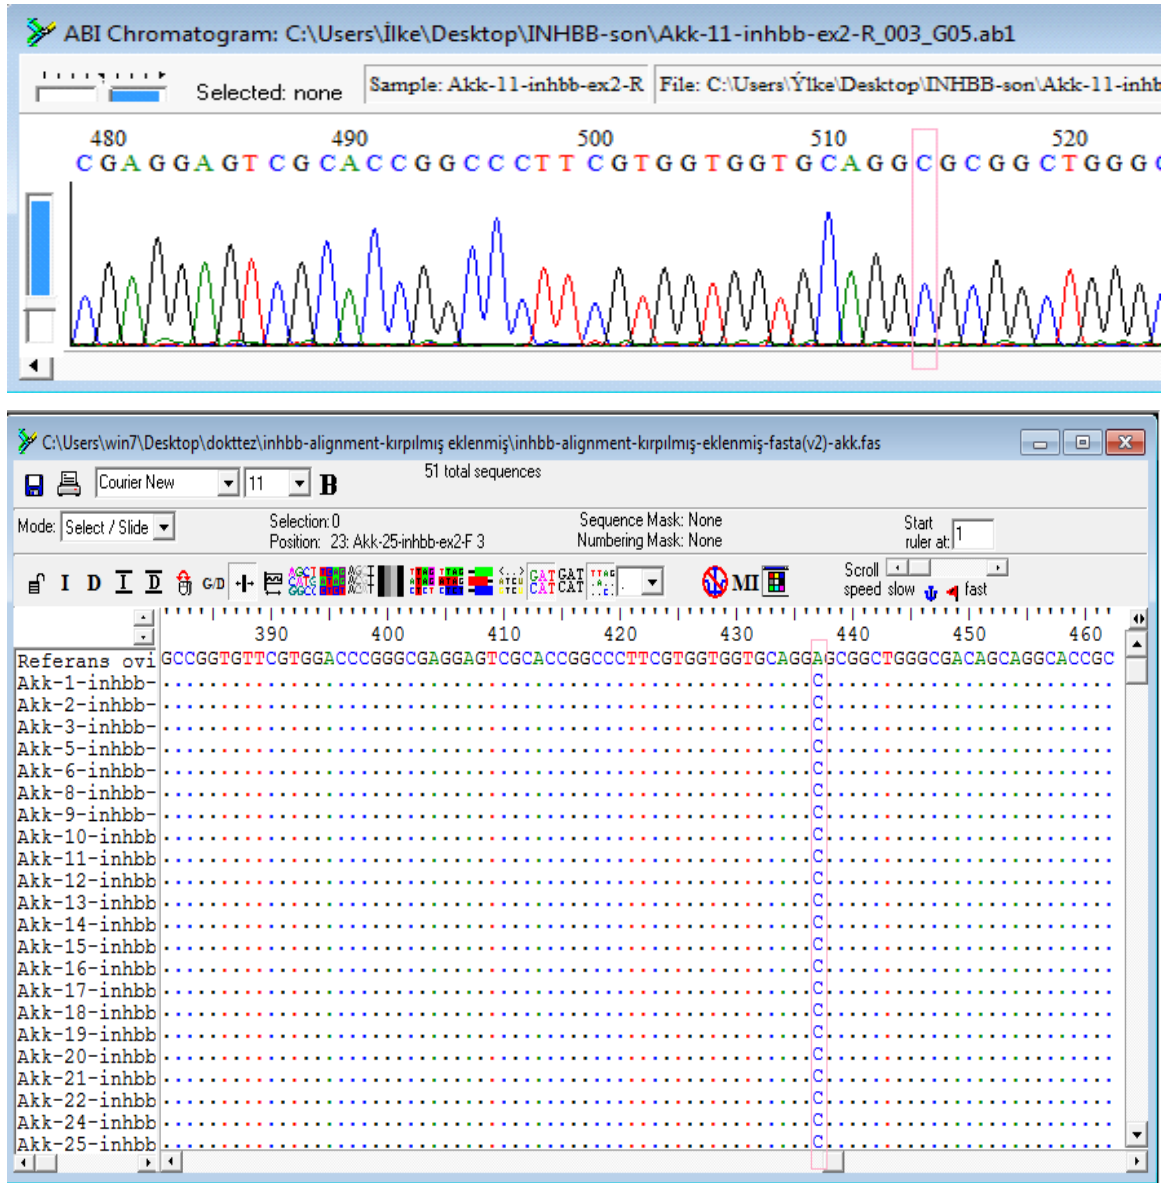 ABI Chromatogram: C:\Users\İlke\Desktop\INHBB-son\Akk-11-inhbb-ex2-R_003_G05.ab1
Selected: none
Sample: Akk-11-inhbb-ex2-R
File: C:\Users\Ýlke\Desktop\INHBB-son\Akk-11-inhb
480 490 500 510 520
CGAGGAGTCGCACCGGCCCTTCGTGGTGGTGCAGGCGCGGCTGGGC
C:\Users\win7\Desktop\dokttez\inhbb-alignment-kırpılmış eklenmiş\inhbb-alignment-kırpılmış-eklenmiş-fasta(v2)-akk.fas
Courier New 11 B
51 total sequences
Mode: Select / Slide
Selection: 0
Position: 23: Akk-25-inhbb-ex2-F 3
Sequence Mask: None
Numbering Mask: None
Start
ruler at: 1
I D I D G/D
GAT GAT
CAT CAT
MI
Scroll
speed slow fast
390 400 410 420 430 440 450 460
Referans ovi GCCGGTGTTCGTGGACCCGGGCGAGGAGTCGCACCGGCCCTTCGTGGTGGTGCAGGAGCGGCTGGGCGACAGCAGGCACCGC
Akk-1-inhbb- C
Akk-2-inhbb- C
Akk-3-inhbb- C
Akk-5-inhbb- C
Akk-6-inhbb- C
Akk-8-inhbb- C
Akk-9-inhbb- C
Akk-10-inhbb C
Akk-11-inhbb C
Akk-12-inhbb C
Akk-13-inhbb C
Akk-14-inhbb C
Akk-15-inhbb C
Akk-16-inhbb C
Akk-17-inhbb C
Akk-18-inhbb C
Akk-19-inhbb C
Akk-20-inhbb C
Akk-21-inhbb C
Akk-22-inhbb C
Akk-24-inhbb C
Akk-25-inhbb C